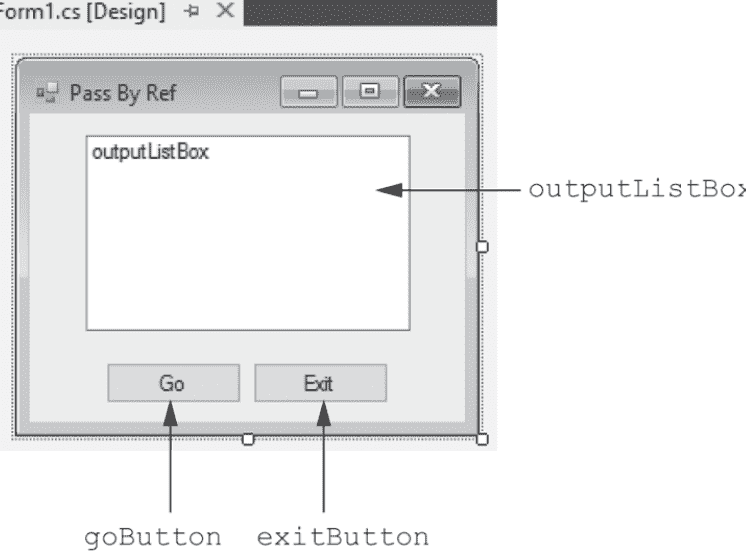 Form1.cs [Design]
Pass By Ref
outputListBox
outputListBox
Go
Exit
goButton
exitButton